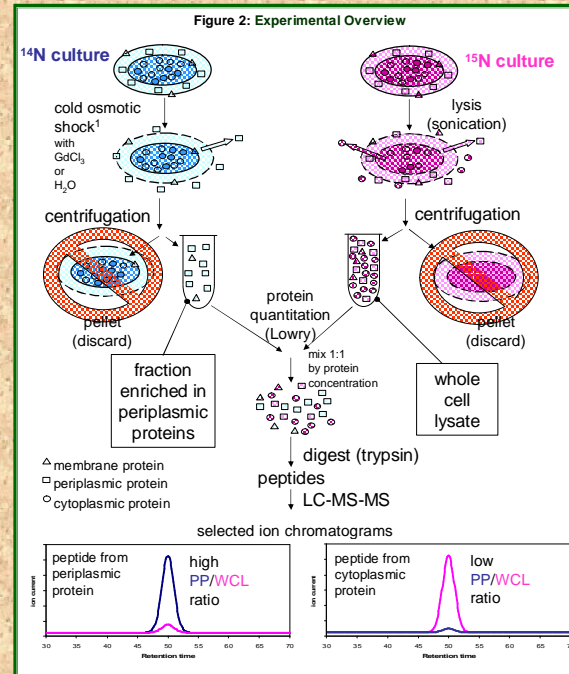 Figure 2: Experimental Overview
14N culture
15N culture
cold osmotic
shock1
with
GdCl3
or
H2O
lysis
(sonication)
centrifugation
centrifugation
pellet
(discard)
protein
quantitation
(Lowry)
pellet
(discard)
fraction
enriched in
periplasmic
proteins
mix 1:1
by protein
concentration
whole
cell
lysate
digest (trypsin)
peptides
LC-MS-MS
membrane protein
periplasmic protein
cytoplasmic protein
selected ion chromatograms
peptide from
periplasmic
protein
high
PP/WCL
ratio
ion current
30 35 40 45 50 55 60 65 70
Retention time
peptide from
cytoplasmic
protein
low
PP/WCL
ratio
ion current
30 35 40 45 50 55 60 65 70
Retention time